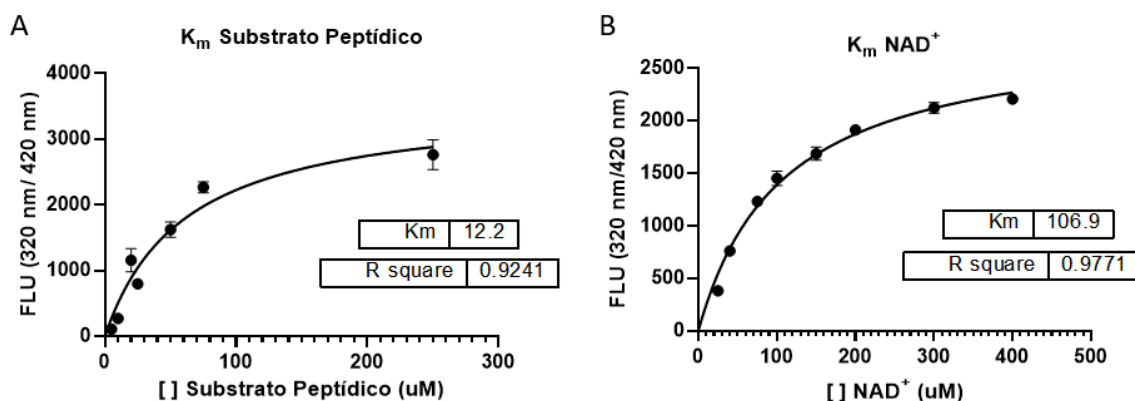 A
K_m Substrato Peptídico
FLU (320 nm/ 420 nm)
4000
3000
2000
1000
0
0 100 200 300
[ ] Substrato Peptídico (uM)
Km 12.2
R square 0.9241
B
K_m NAD^+
FLU (320 nm/420 nm)
2500
2000
1500
1000
500
0
0 100 200 300 400 500
[ ] NAD^+ (uM)
Km 106.9
R square 0.9771